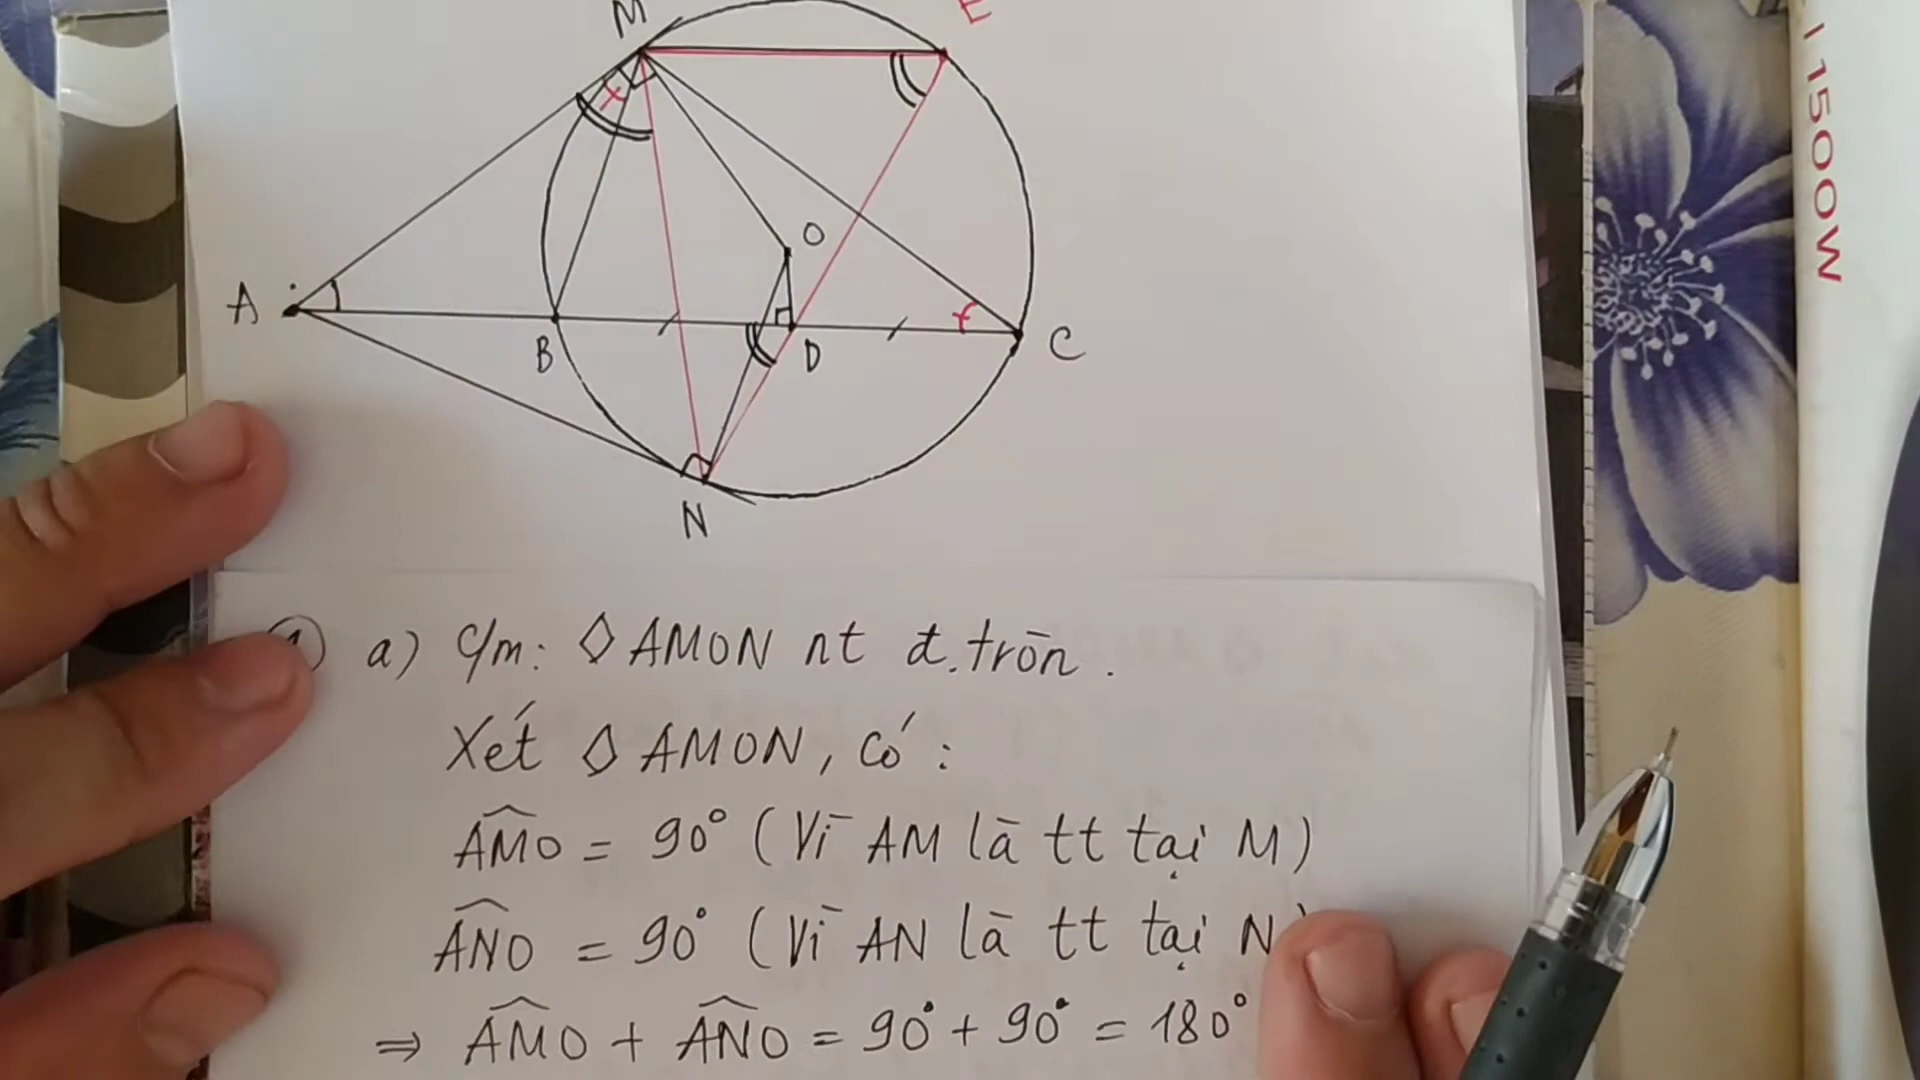 M
E
O
A
B
D
C
N
1 a) c/m: ◊ AMON nt đ.tròn.
Xét ◊ AMON, có:
AMO = 90° (Vì AM là tt tại M)
ANO = 90° (Vì AN là tt tại N)
⇒ AMO + ANO = 90° + 90° = 180°
1500W